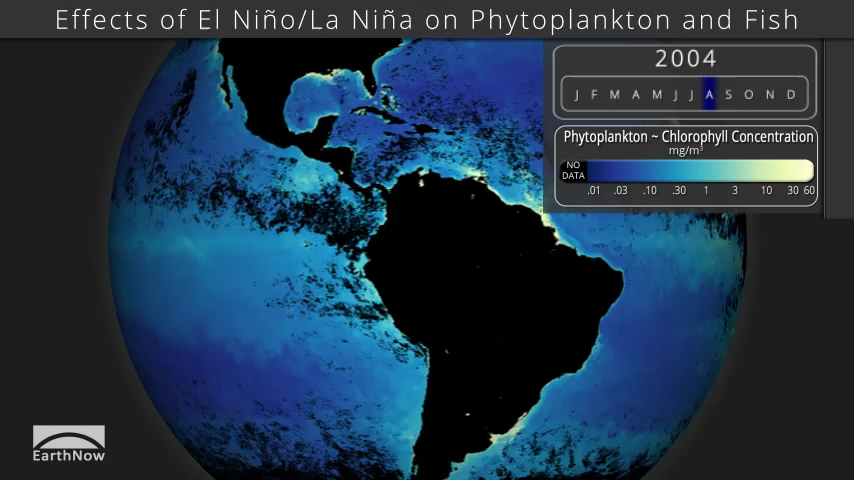 Effects of El Niño/La Niña on Phytoplankton and Fish
2004
J F M A M J J A S O N D
Phytoplankton ~ Chlorophyll Concentration
mg/m³
NO DATA
.01 .03 .10 .30 1 3 10 30 60
EarthNow